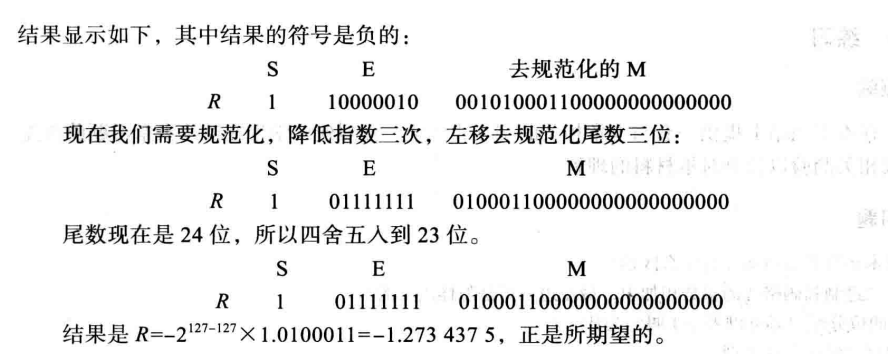 结果显示如下，其中结果的符号是负的：
S E 去规范化的 M
R 1 10000010 001010001100000000000000
现在我们需要规范化，降低指数三次，左移去规范化尾数三位：
S E M
R 1 01111111 010001100000000000000000
尾数现在是 24 位，所以四舍五入到 23 位。
S E M
R 1 01111111 01000110000000000000000
结果是 R=-2¹²⁷⁻¹²⁷×1.0100011=-1.273 437 5，正是所期望的。